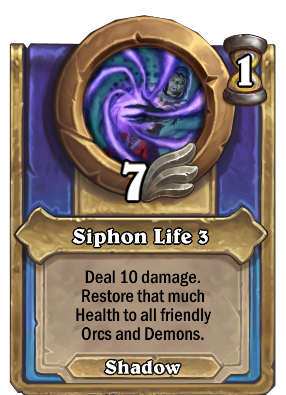 1
7
Siphon Life 3
Deal 10 damage.
Restore that much
Health to all friendly
Orcs and Demons.
Shadow